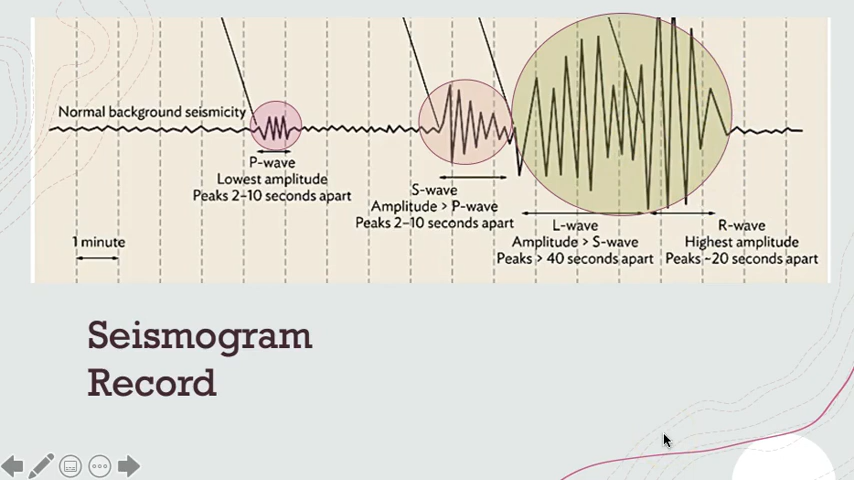 Normal background seismicity
P-wave
Lowest amplitude
Peaks 2–10 seconds apart
S-wave
Amplitude > P-wave
Peaks 2–10 seconds apart
L-wave
Amplitude > S-wave
Peaks > 40 seconds apart
R-wave
Highest amplitude
Peaks ~20 seconds apart
1 minute
Seismogram
Record